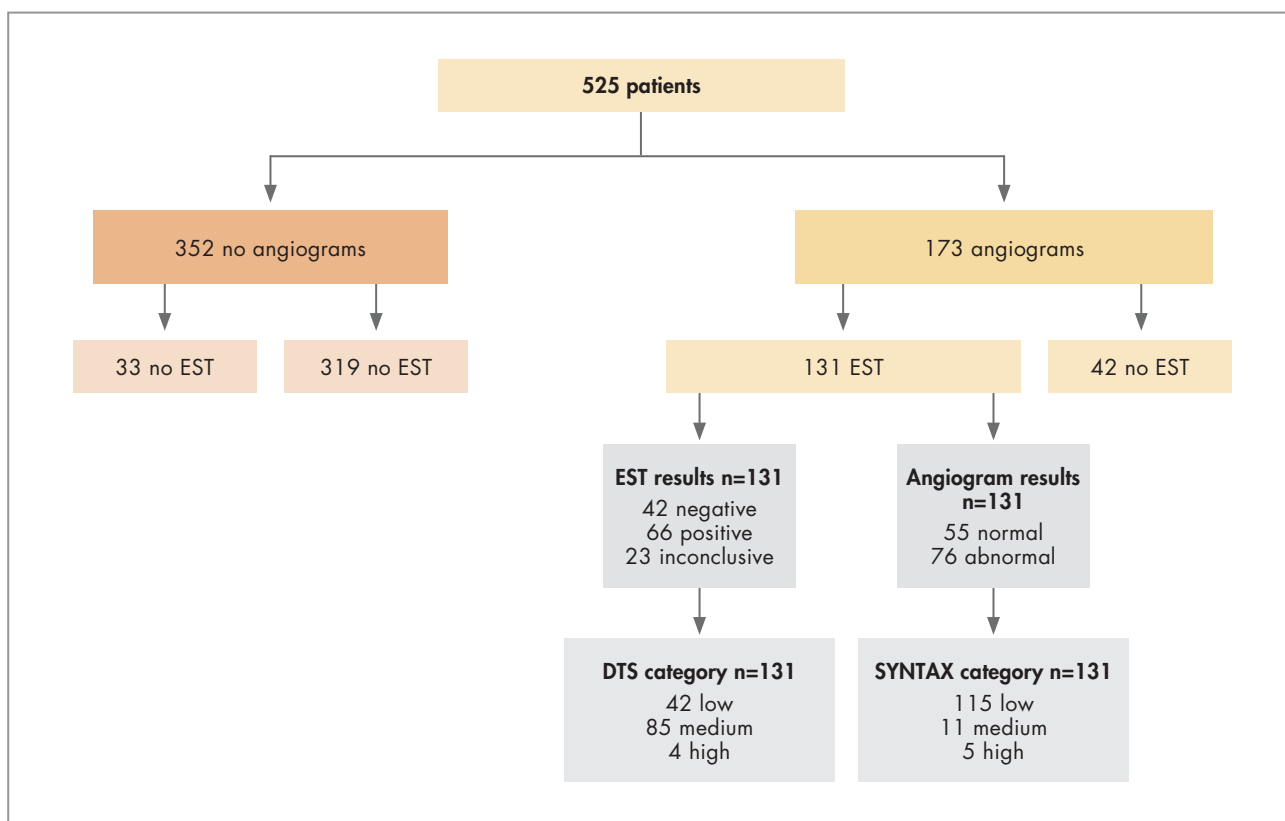 525 patients
352 no angiograms
173 angiograms
33 no EST
319 no EST
131 EST
42 no EST
EST results n=131
42 negative
66 positive
23 inconclusive
Angiogram results
n=131
55 normal
76 abnormal
DTS category n=131
42 low
85 medium
4 high
SYNTAX category n=131
115 low
11 medium
5 high